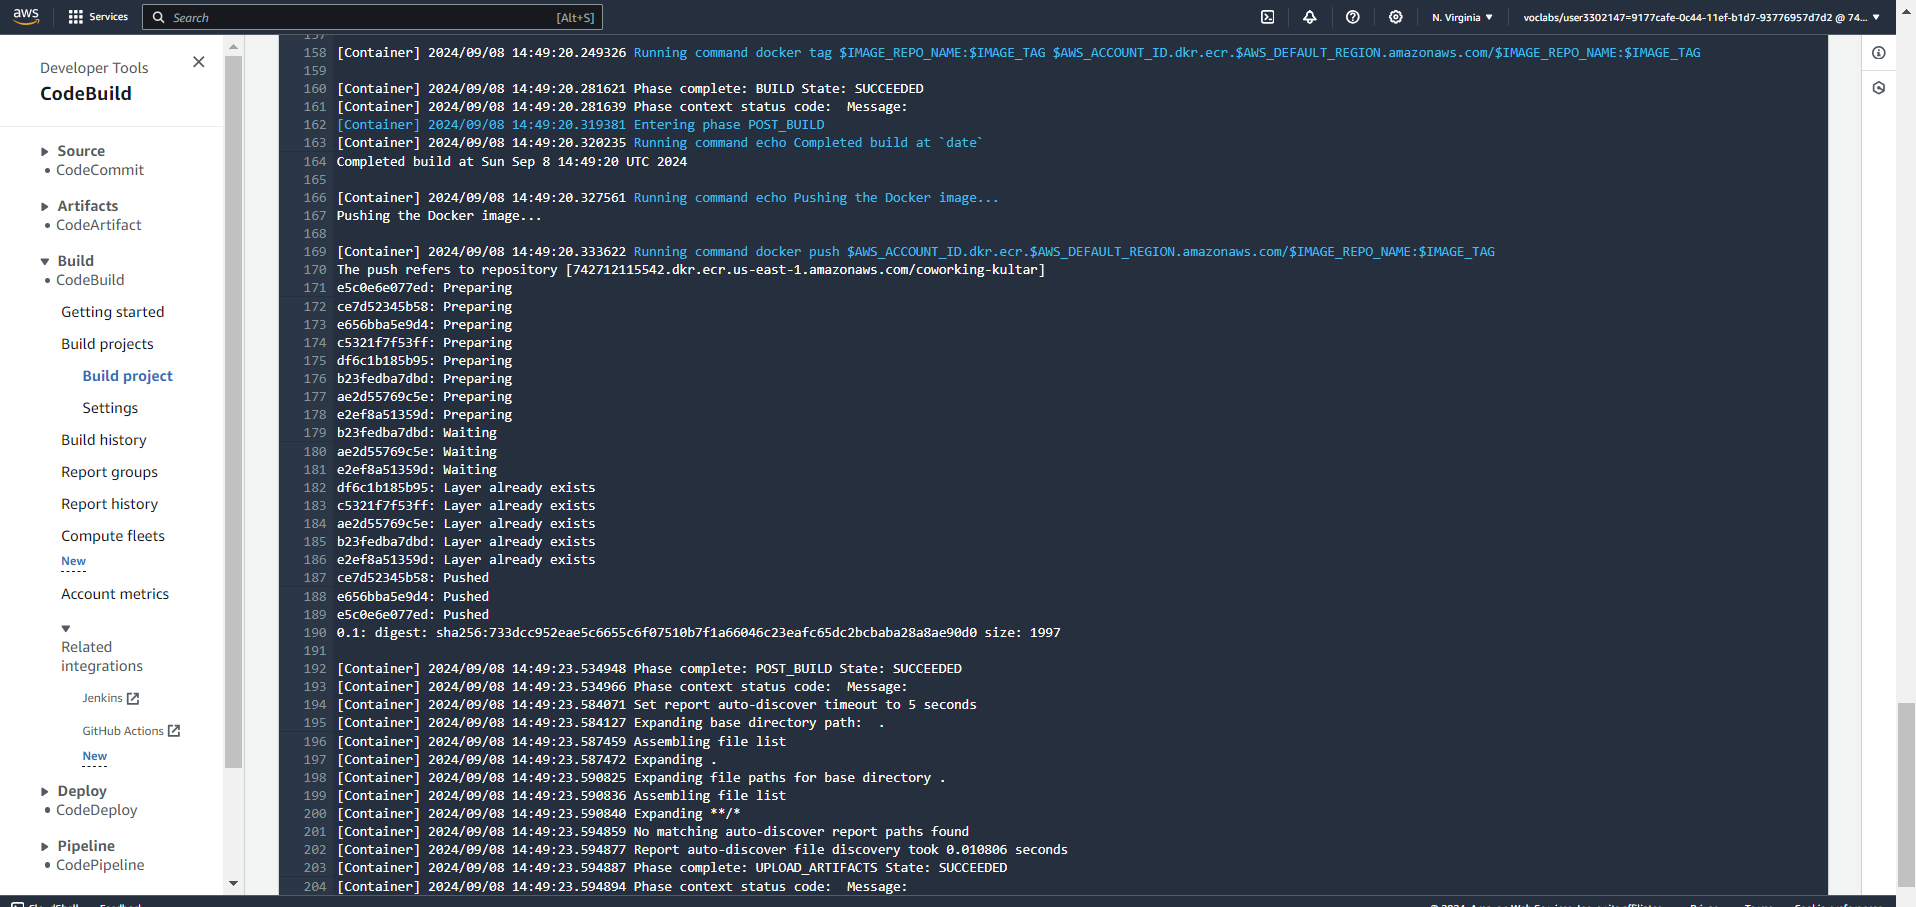 aws
Services
Search
[Alt+S]
N. Virginia
voclabs/user3302147=9177cafe-0c44-11ef-b1d7-93776957d7d2 @ 74...
Developer Tools
CodeBuild
Source
CodeCommit
Artifacts
CodeArtifact
Build
CodeBuild
Getting started
Build projects
Build project
Settings
Build history
Report groups
Report history
Compute fleets
New
Account metrics
Related
integrations
Jenkins
GitHub Actions
New
Deploy
CodeDeploy
Pipeline
CodePipeline
157
158 [Container] 2024/09/08 14:49:20.249326 Running command docker tag $IMAGE_REPO_NAME:$IMAGE_TAG $AWS_ACCOUNT_ID.dkr.ecr.$AWS_DEFAULT_REGION.amazonaws.com/$IMAGE_REPO_NAME:$IMAGE_TAG
159
160 [Container] 2024/09/08 14:49:20.281621 Phase complete: BUILD State: SUCCEEDED
161 [Container] 2024/09/08 14:49:20.281639 Phase context status code:  Message:
162 [Container] 2024/09/08 14:49:20.319381 Entering phase POST_BUILD
163 [Container] 2024/09/08 14:49:20.320235 Running command echo Completed build at `date`
164 Completed build at Sun Sep 8 14:49:20 UTC 2024
165
166 [Container] 2024/09/08 14:49:20.327561 Running command echo Pushing the Docker image...
167 Pushing the Docker image...
168
169 [Container] 2024/09/08 14:49:20.333622 Running command docker push $AWS_ACCOUNT_ID.dkr.ecr.$AWS_DEFAULT_REGION.amazonaws.com/$IMAGE_REPO_NAME:$IMAGE_TAG
170 The push refers to repository [742712115542.dkr.ecr.us-east-1.amazonaws.com/coworking-kultar]
171 e5c0e6e077ed: Preparing
172 ce7d52345b58: Preparing
173 e656bba5e9d4: Preparing
174 c5321f7f53ff: Preparing
175 df6c1b185b95: Preparing
176 b23fedba7dbd: Preparing
177 ae2d55769c5e: Preparing
178 e2ef8a51359d: Preparing
179 b23fedba7dbd: Waiting
180 ae2d55769c5e: Waiting
181 e2ef8a51359d: Waiting
182 df6c1b185b95: Layer already exists
183 c5321f7f53ff: Layer already exists
184 ae2d55769c5e: Layer already exists
185 b23fedba7dbd: Layer already exists
186 e2ef8a51359d: Layer already exists
187 ce7d52345b58: Pushed
188 e656bba5e9d4: Pushed
189 e5c0e6e077ed: Pushed
190 0.1: digest: sha256:733dcc952eae5c6655c6f07510b7f1a66046c23eafc65dc2bcbaba28a8ae90d0 size: 1997
191
192 [Container] 2024/09/08 14:49:23.534948 Phase complete: POST_BUILD State: SUCCEEDED
193 [Container] 2024/09/08 14:49:23.534966 Phase context status code:  Message:
194 [Container] 2024/09/08 14:49:23.584071 Set report auto-discover timeout to 5 seconds
195 [Container] 2024/09/08 14:49:23.584127 Expanding base directory path:  .
196 [Container] 2024/09/08 14:49:23.587459 Assembling file list
197 [Container] 2024/09/08 14:49:23.587472 Expanding .
198 [Container] 2024/09/08 14:49:23.590825 Expanding file paths for base directory .
199 [Container] 2024/09/08 14:49:23.590836 Assembling file list
200 [Container] 2024/09/08 14:49:23.590840 Expanding **/*
201 [Container] 2024/09/08 14:49:23.594859 No matching auto-discover report paths found
202 [Container] 2024/09/08 14:49:23.594877 Report auto-discover file discovery took 0.010806 seconds
203 [Container] 2024/09/08 14:49:23.594887 Phase complete: UPLOAD_ARTIFACTS State: SUCCEEDED
204 [Container] 2024/09/08 14:49:23.594894 Phase context status code:  Message:
CloudShell
Feedback